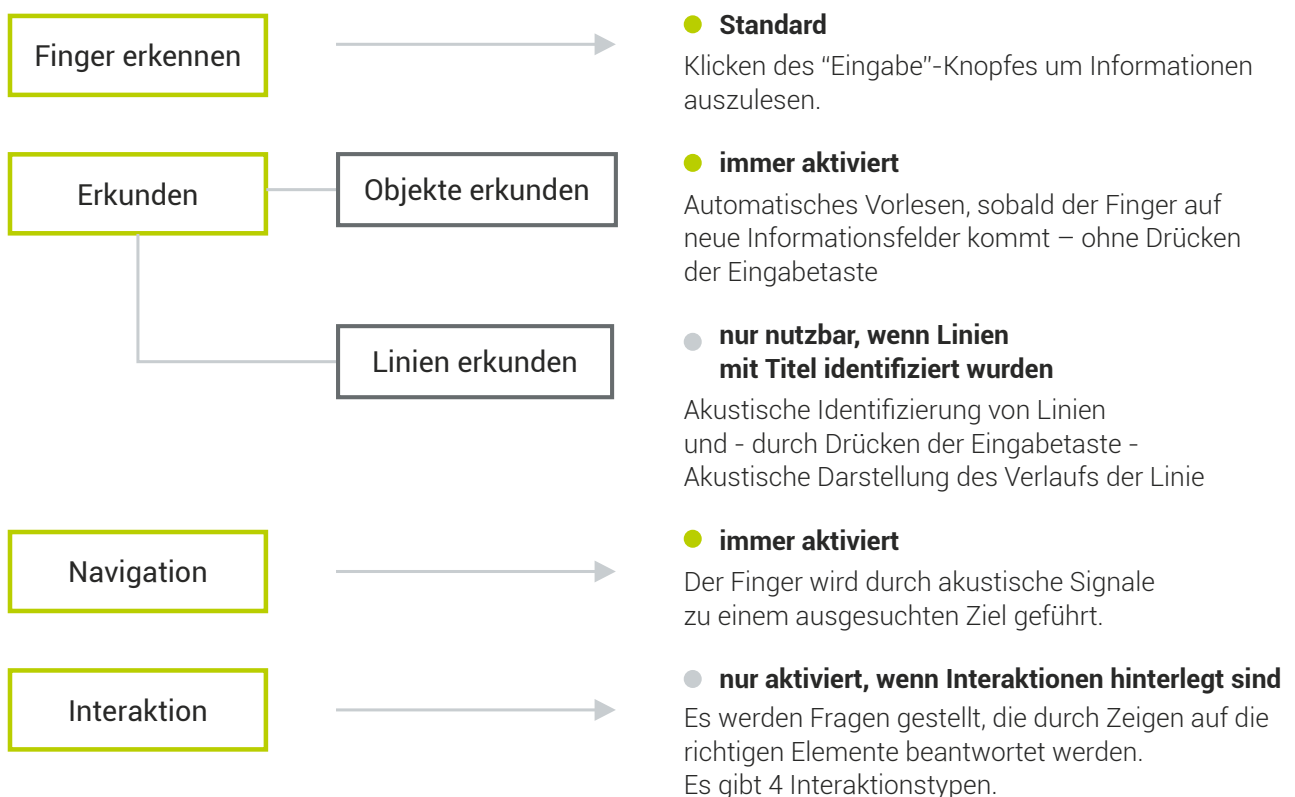 Finger erkennen
Standard
Klicken des “Eingabe”-Knopfes um Informationen
auszulesen.
Erkunden
Objekte erkunden
immer aktiviert
Automatisches Vorlesen, sobald der Finger auf
neue Informationsfelder kommt – ohne Drücken
der Eingabetaste
Linien erkunden
nur nutzbar, wenn Linien
mit Titel identifiziert wurden
Akustische Identifizierung von Linien
und - durch Drücken der Eingabetaste -
Akustische Darstellung des Verlaufs der Linie
Navigation
immer aktiviert
Der Finger wird durch akustische Signale
zu einem ausgesuchten Ziel geführt.
Interaktion
nur aktiviert, wenn Interaktionen hinterlegt sind
Es werden Fragen gestellt, die durch Zeigen auf die
richtigen Elemente beantwortet werden.
Es gibt 4 Interaktionstypen.